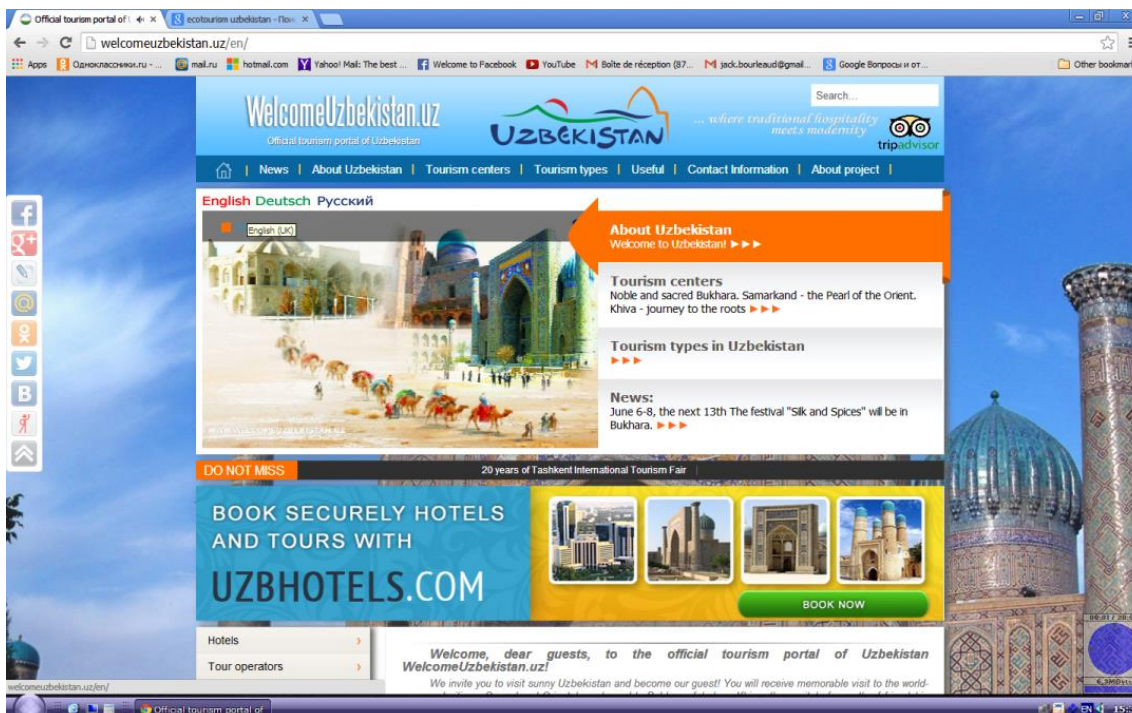 Official tourism portal of U
ecotourism uzbekistan - Пои
welcomeuzbekistan.uz/en/
Apps Одноклассники.ru - ... mail.ru hotmail.com Yahoo! Mail: The best ... Welcome to Facebook YouTube Boîte de réception (87... jack.bourleaud@gmail... Google Вопросы и от... Other bookmark
WelcomeUzbekistan.uz
Official tourism portal of Uzbekistan
UZBEKISTAN
... where traditional hospitality
meets modernity
Search...
tripadvisor
News | About Uzbekistan | Tourism centers | Tourism types | Useful | Contact Information | About project |
English Deutsch Русский
English (UK)
About Uzbekistan
Welcome to Uzbekistan! ►►►
Tourism centers
Noble and sacred Bukhara. Samarkand - the Pearl of the Orient.
Khiva - journey to the roots ►►►
Tourism types in Uzbekistan
►►►
News:
June 6-8, the next 13th The festival "Silk and Spices" will be in
Bukhara. ►►►
DO NOT MISS
20 years of Tashkent International Tourism Fair
BOOK SECURELY HOTELS
AND TOURS WITH
UZBHOTELS.COM
BOOK NOW
Hotels
Tour operators
Welcome, dear guests, to the official tourism portal of Uzbekistan
WelcomeUzbekistan.uz!
We invite you to visit sunny Uzbekistan and become our guest! You will receive memorable visit to the world-
welcomeuzbekistan.uz/en/
Official tourism portal of
EN